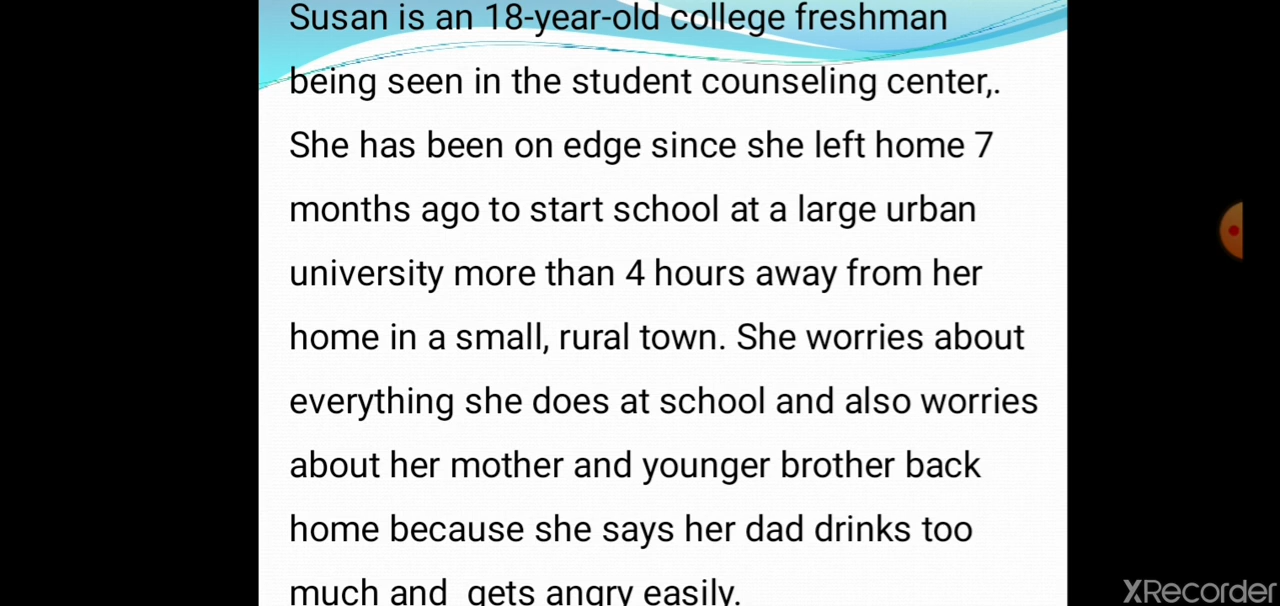 Susan is an 18-year-old college freshman
being seen in the student counseling center,.
She has been on edge since she left home 7
months ago to start school at a large urban
university more than 4 hours away from her
home in a small, rural town. She worries about
everything she does at school and also worries
about her mother and younger brother back
home because she says her dad drinks too
much and  gets angry easily.
XRecorder